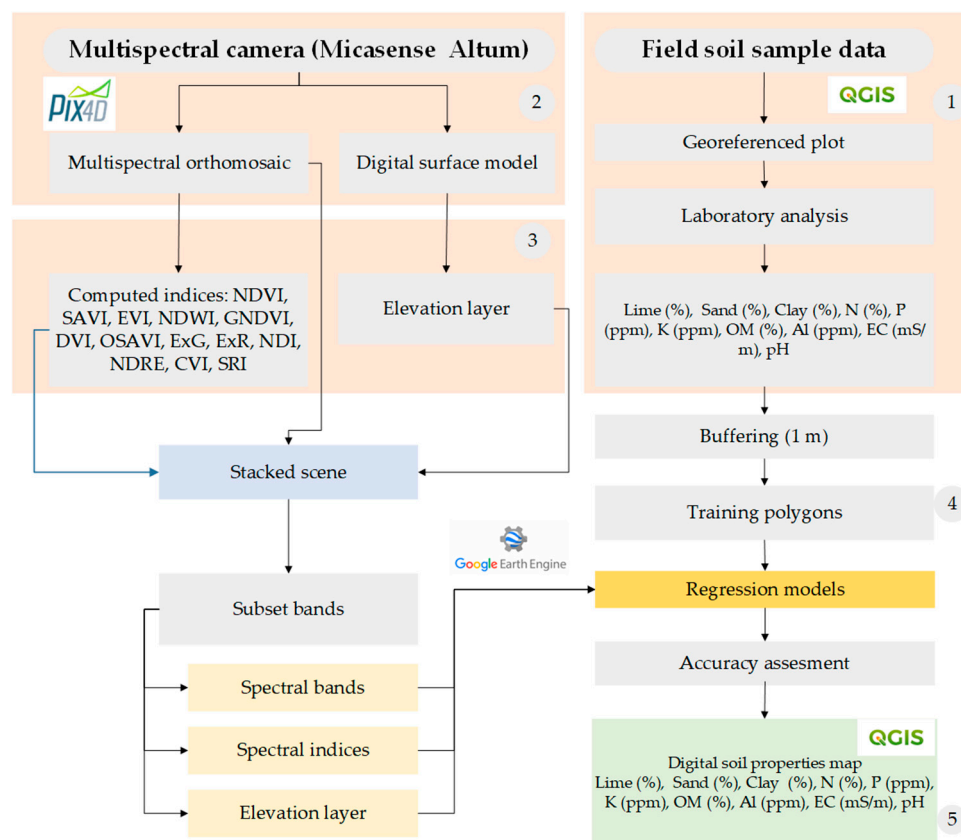 Multispectral camera (Micasense Altum)
PIX4D
2
Multispectral orthomosaic
Digital surface model
3
Computed indices: NDVI,
SAVI, EVI, NDWI, GNDVI,
DVI, OSAVI, ExG, ExR, NDI,
NDRE, CVI, SRI
Elevation layer
Stacked scene
Subset bands
Spectral bands
Spectral indices
Elevation layer
Google Earth Engine
Field soil sample data
QGIS
1
Georeferenced plot
Laboratory analysis
Lime (%), Sand (%), Clay (%), N (%), P
(ppm), K (ppm), OM (%), Al (ppm), EC (mS/
m), pH
Buffering (1 m)
Training polygons
4
Regression models
Accuracy assesment
QGIS
Digital soil properties map
Lime (%), Sand (%), Clay (%), N (%), P (ppm),
K (ppm), OM (%), Al (ppm), EC (mS/m), pH
5